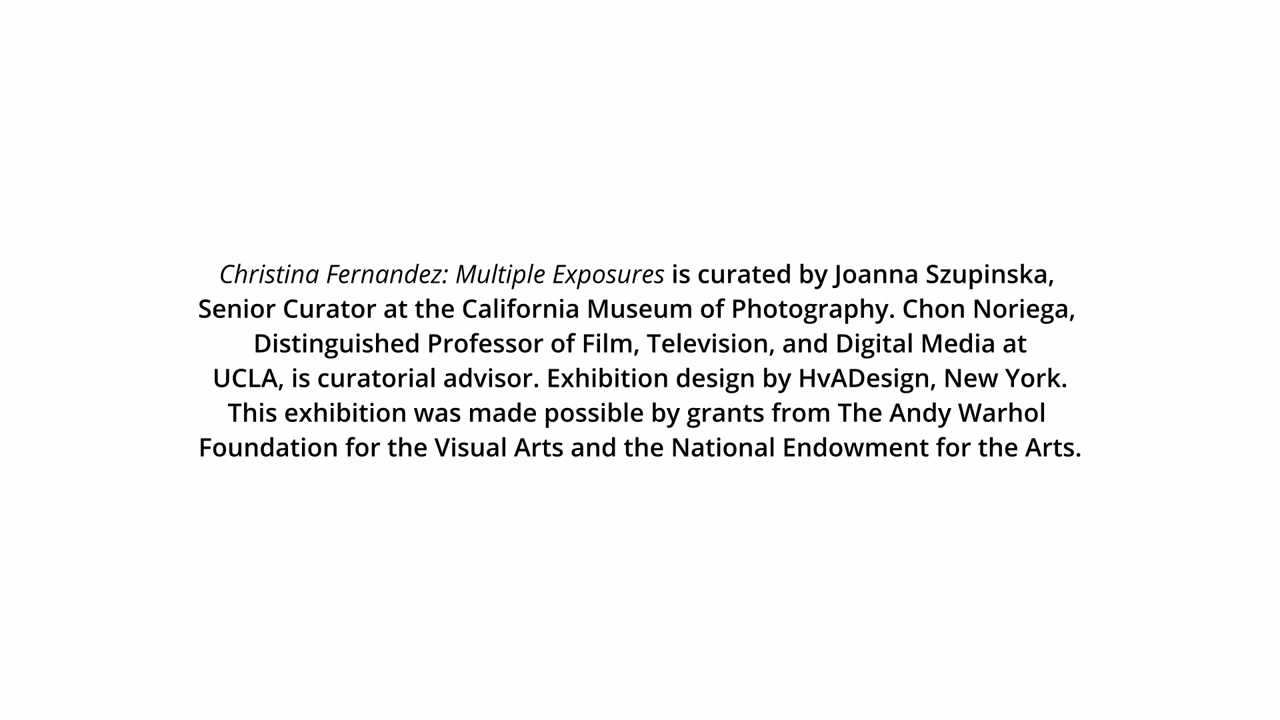 Christina Fernandez: Multiple Exposures is curated by Joanna Szupinska,
Senior Curator at the California Museum of Photography. Chon Noriega,
Distinguished Professor of Film, Television, and Digital Media at
UCLA, is curatorial advisor. Exhibition design by HvADesign, New York.
This exhibition was made possible by grants from The Andy Warhol
Foundation for the Visual Arts and the National Endowment for the Arts.